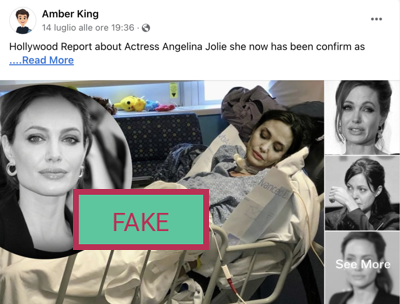 Amber King
14 luglio alle ore 19:36 ·
Hollywood Report about Actress Angelina Jolie she now has been confirm as
....Read More
FAKE
See More